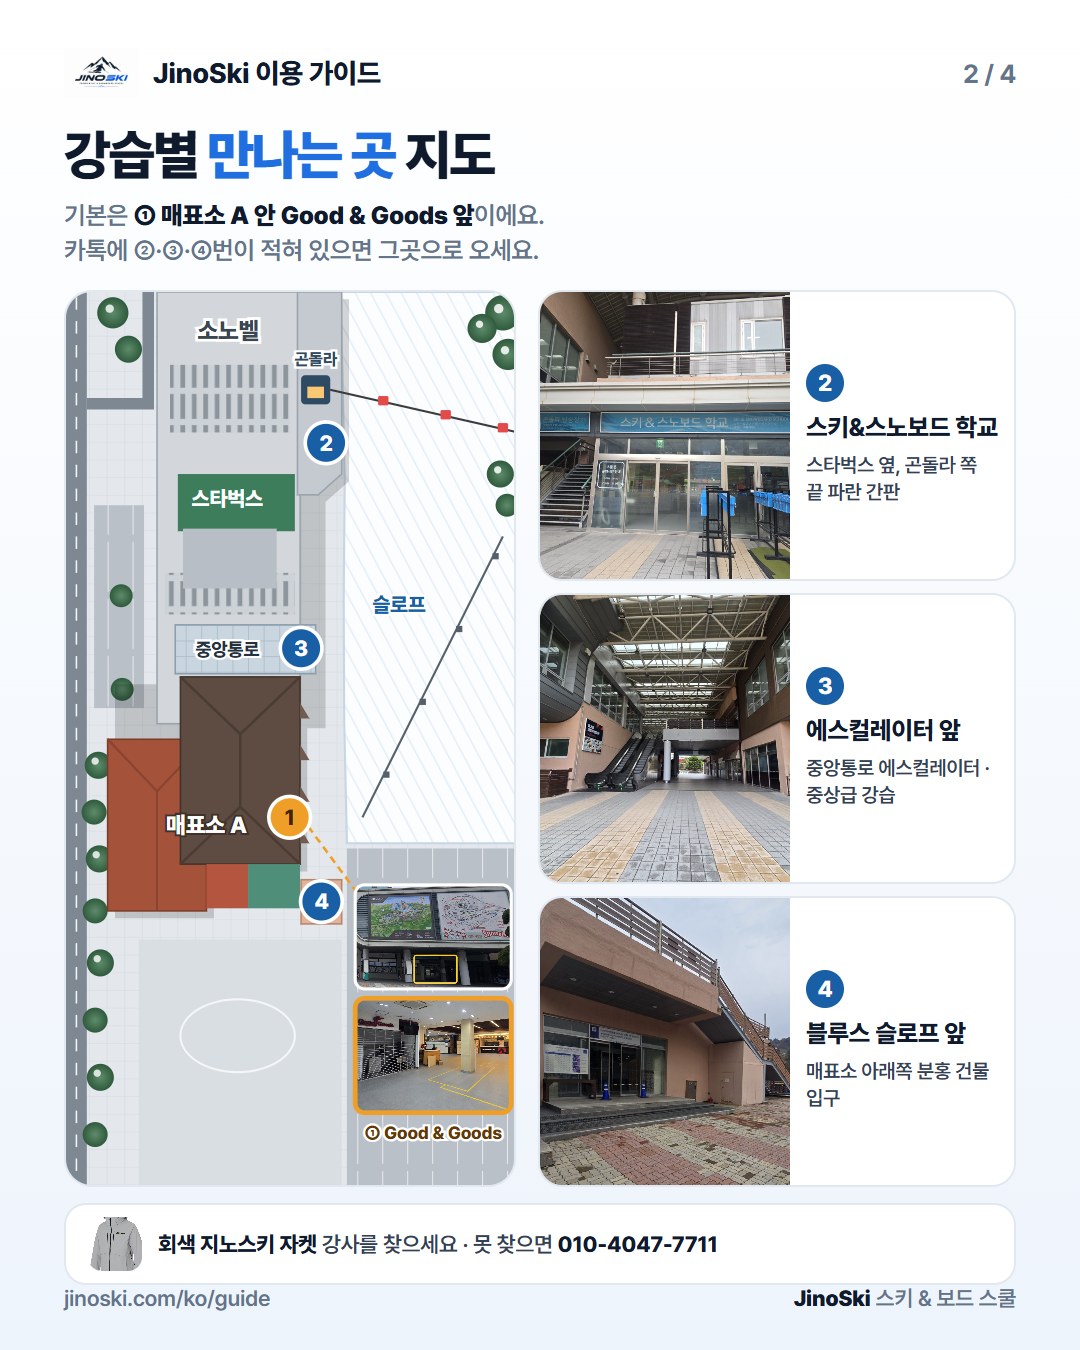 JINOSKI
JinoSki 이용 가이드
2 / 4
강습별 만나는 곳 지도
기본은 ① 매표소 A 안 Good & Goods 앞이에요.
카톡에 ②·③·④번이 적혀 있으면 그곳으로 오세요.
소노벨
곤돌라
2
스타벅스
슬로프
중앙통로
3
매표소 A
1
4
① Good & Goods
스키 & 스노보드 학교
2
스키&스노보드 학교
스타벅스 옆, 곤돌라 쪽
끝 파란 간판
3
에스컬레이터 앞
중앙통로 에스컬레이터 ·
중상급 강습
4
블루스 슬로프 앞
매표소 아래쪽 분홍 건물
입구
회색 지노스키 자켓 강사를 찾으세요 · 못 찾으면 010-4047-7711
jinoski.com/ko/guide
JinoSki 스키 & 보드 스쿨